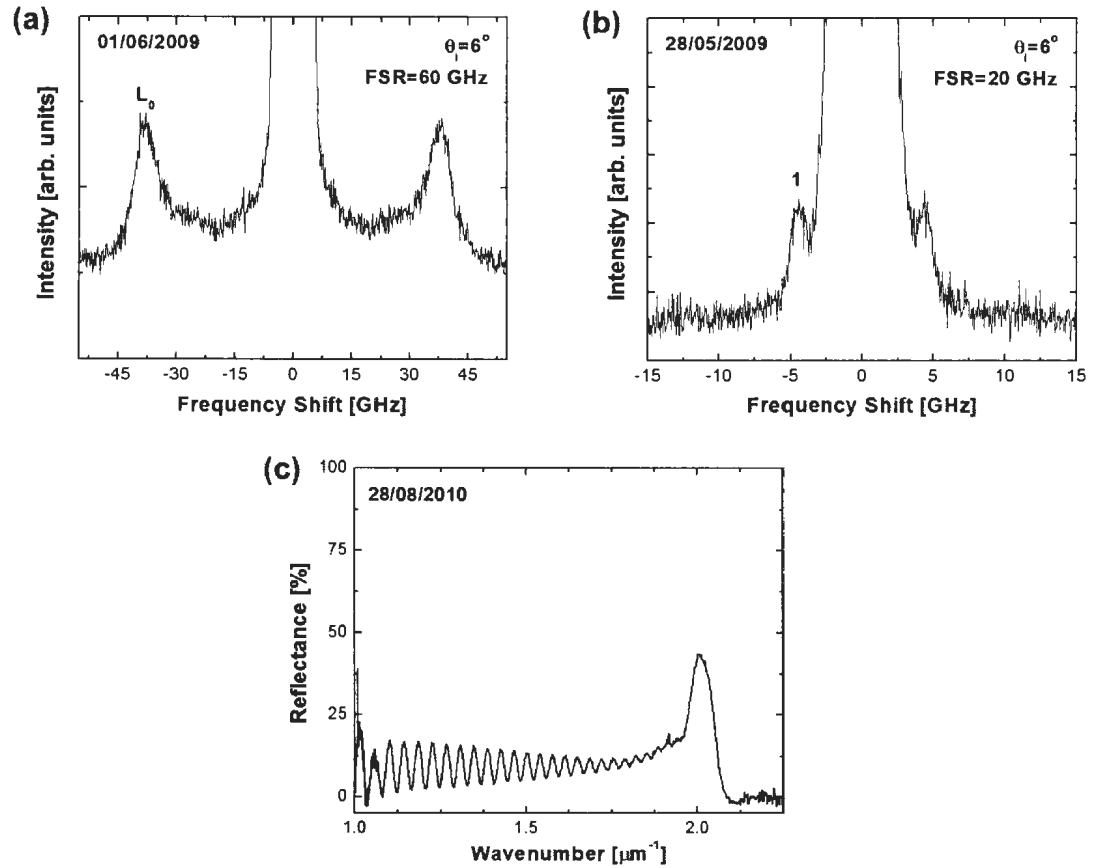 (a)
01/06/2009
θi=6°
FSR=60 GHz
L0
Intensity [arb. units]
-45 -30 -15 0 15 30 45
Frequency Shift [GHz]
(b)
28/05/2009
θi=6°
FSR=20 GHz
1
Intensity [arb. units]
-15 -10 -5 0 5 10 15
Frequency Shift [GHz]
(c)
28/08/2010
100
75
50
25
0
Reflectance [%]
1.0 1.5 2.0
Wavenumber [μm⁻¹]